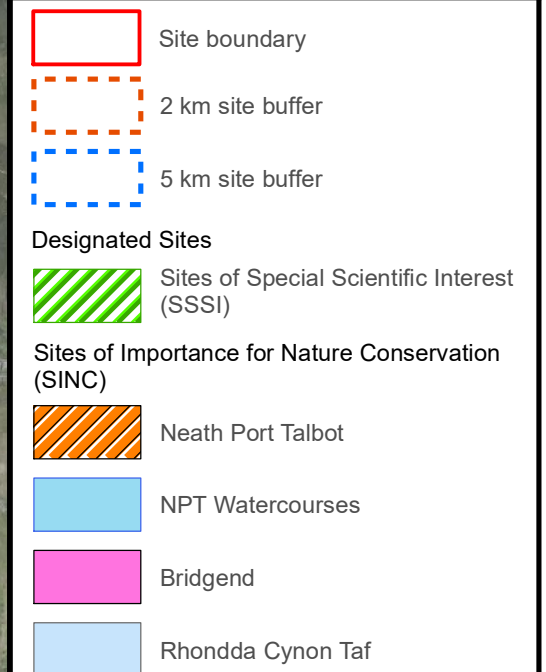 Site boundary
2 km site buffer
5 km site buffer
Designated Sites
Sites of Special Scientific Interest
(SSSI)
Sites of Importance for Nature Conservation
(SINC)
Neath Port Talbot
NPT Watercourses
Bridgend
Rhondda Cynon Taf